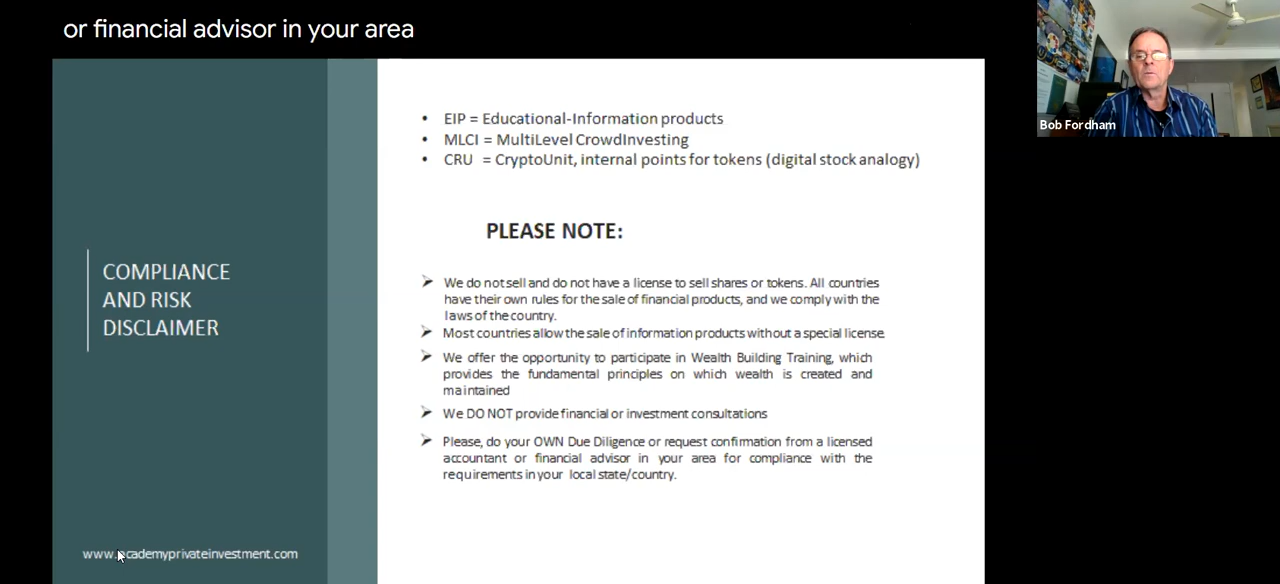 or financial advisor in your area
Bob Fordham
• EIP = Educational-Information products
• MLCI = MultiLevel CrowdInvesting
• CRU = CryptoUnit, internal points for tokens (digital stock analogy)
PLEASE NOTE:
COMPLIANCE
AND RISK
DISCLAIMER
➢ We do not sell and do not have a license to sell shares or tokens. All countries
have their own rules for the sale of financial products, and we comply with the
laws of the country.
➢ Most countries allow the sale of information products without a special license.
➢ We offer the opportunity to participate in Wealth Building Training, which
provides the fundamental principles on which wealth is created and
maintained
➢ We DO NOT provide financial or investment consultations
➢ Please, do your OWN Due Diligence or request confirmation from a licensed
accountant or financial advisor in your area for compliance with the
requirements in your local state/country.
www.academyprivateinvestment.com